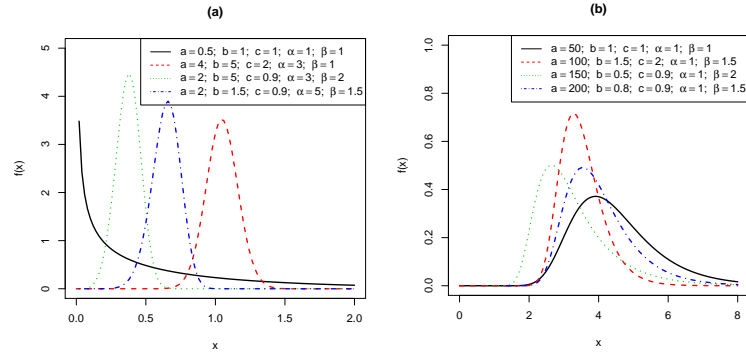 (a)
a = 0.5; b = 1; c = 1; α = 1; β = 1
a = 4; b = 5; c = 2; α = 3; β = 1
a = 2; b = 5; c = 0.9; α = 3; β = 2
a = 2; b = 1.5; c = 0.9; α = 5; β = 1.5
f(x)
5
4
3
2
1
0
0.0 0.5 1.0 1.5 2.0
x
(b)
a = 50; b = 1; c = 1; α = 1; β = 1
a = 100; b = 1.5; c = 2; α = 1; β = 1.5
a = 150; b = 0.5; c = 0.9; α = 1; β = 2
a = 200; b = 0.8; c = 0.9; α = 1; β = 1.5
f(x)
1.0
0.8
0.6
0.4
0.2
0.0
0 2 4 6 8
x